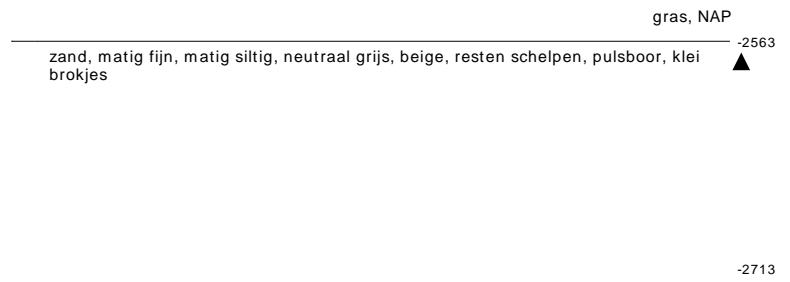 gras, NAP
-2563
zand, matig fijn, matig siltig, neutraal grijs, beige, resten schelpen, pulsboor, klei
brokjes
-2713